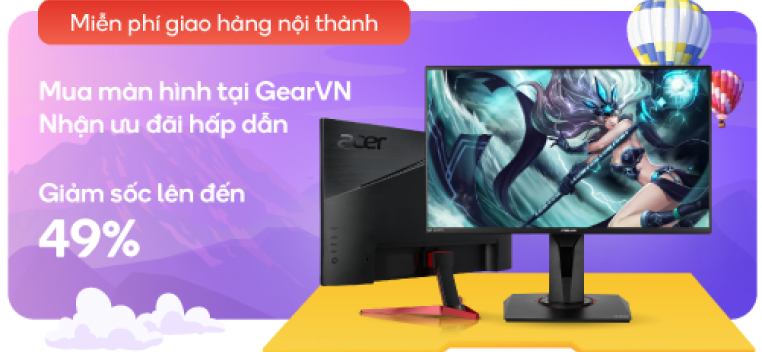 Miễn phí giao hàng nội thành
Mua màn hình tại GearVN
Nhận ưu đãi hấp dẫn
Giảm sốc lên đến
49%
acer